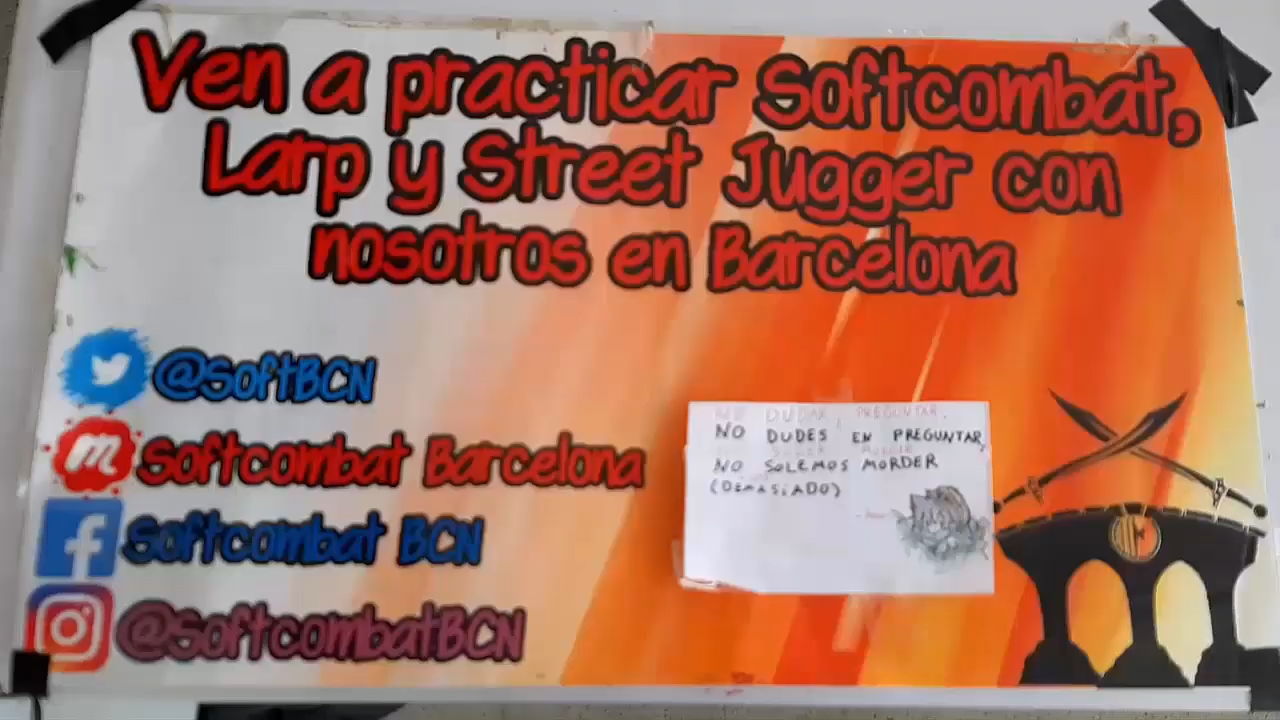 Ven a practicar Softcombat,
Larp y Street Jugger con
nosotros en Barcelona
@SoftBCN
Softcombat Barcelona
Softcombat BCN
@SoftcombatBCN
NO DUDES EN PREGUNTAR,
NO SOLEMOS MORDER
(DEMASIADO)